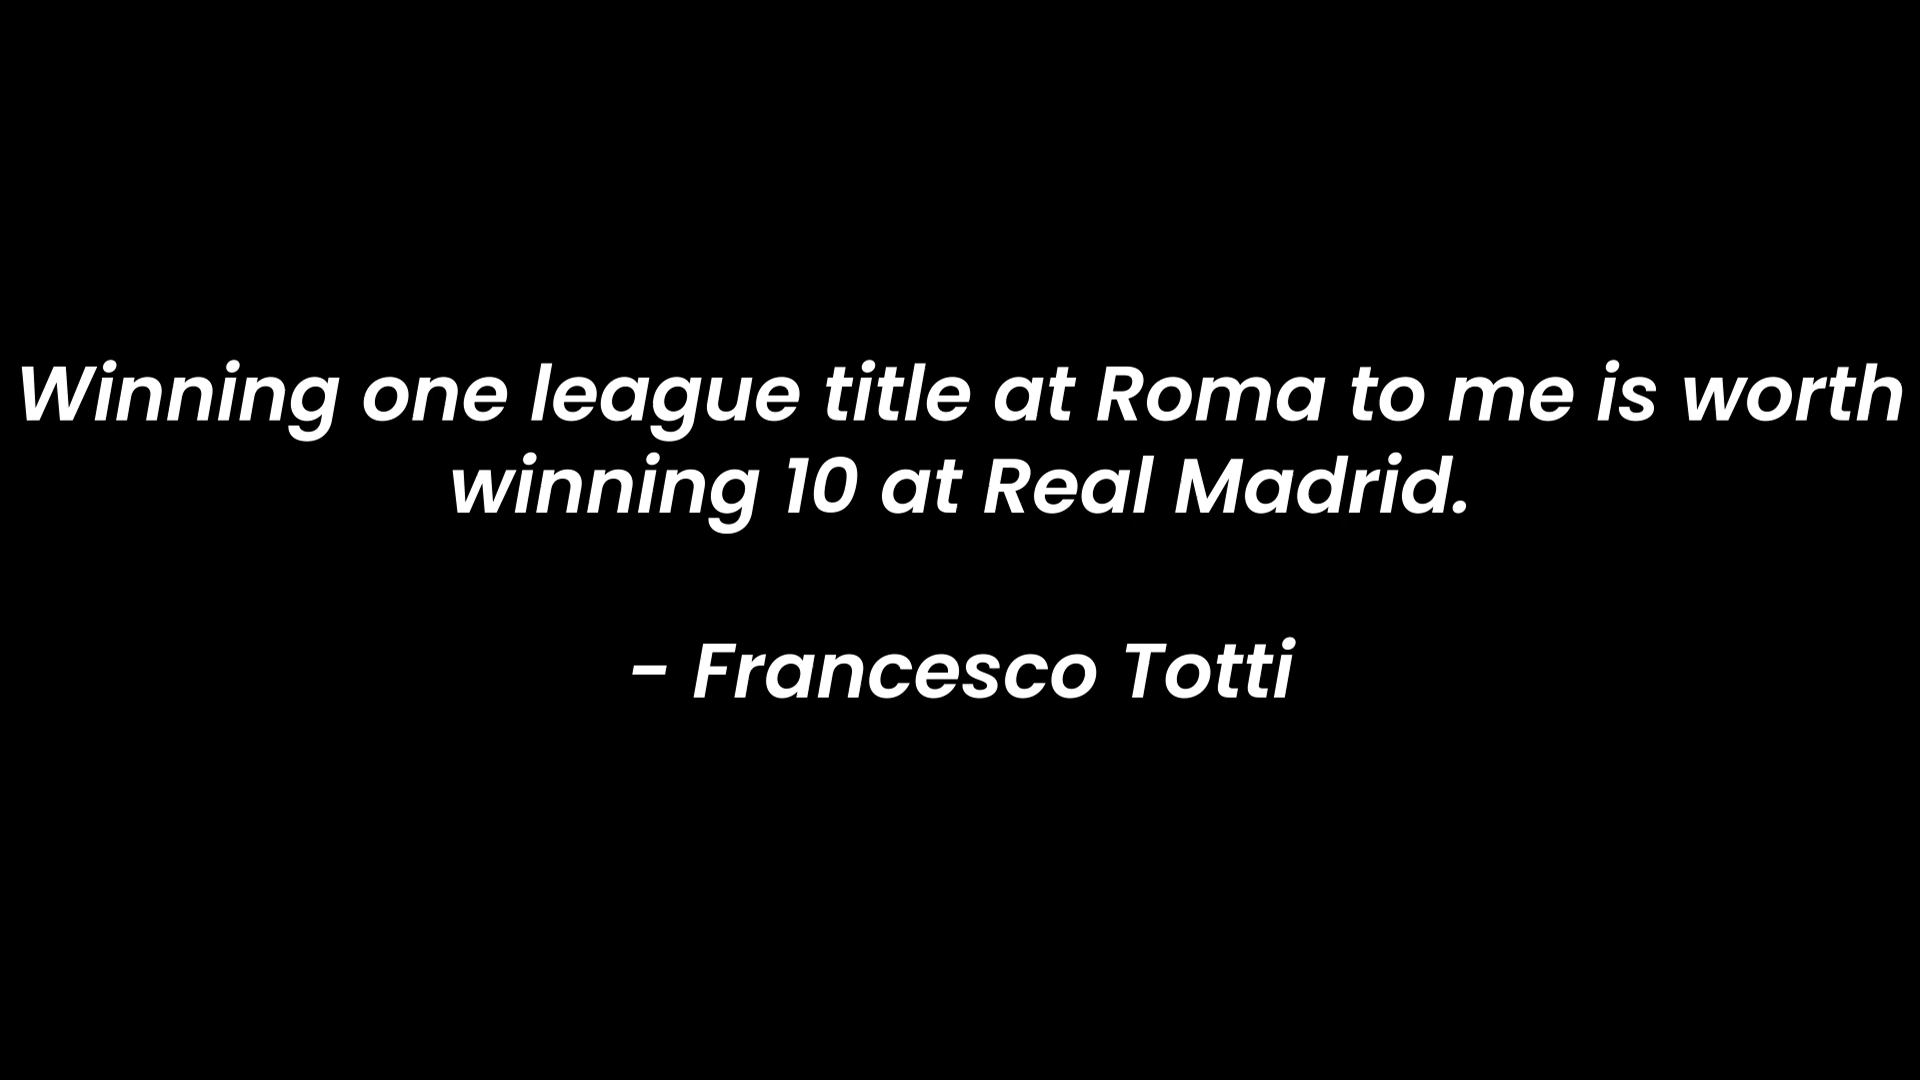 Winning one league title at Roma to me is worth
winning 10 at Real Madrid.
- Francesco Totti